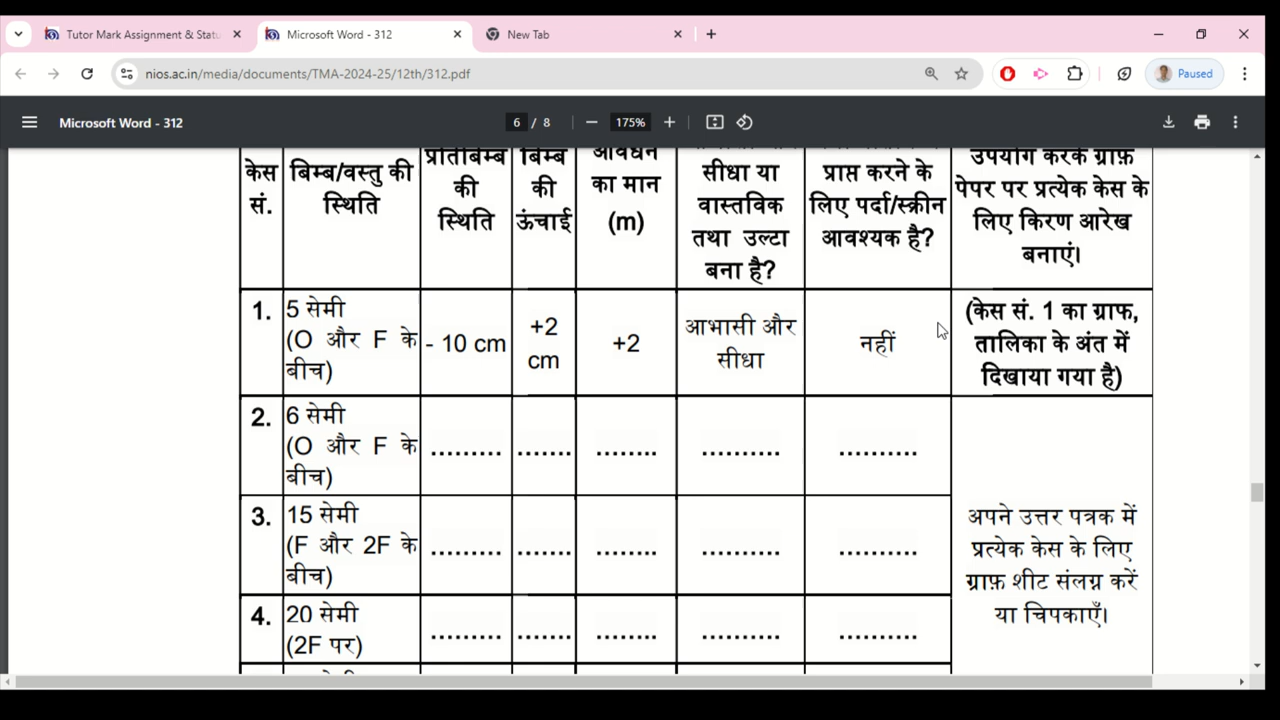 Tutor Mark Assignment & Statu
Microsoft Word - 312
New Tab
nios.ac.in/media/documents/TMA-2024-25/12th/312.pdf
Paused
Microsoft Word - 312
6 / 8
175%
केस
सं.
बिम्ब/वस्तु की
स्थिति
प्रतिबिम्ब
की
स्थिति
बिम्ब
की
ऊंचाई
आवर्धन
का मान
(m)
सीधा या
वास्तविक
तथा उल्टा
बना है?
प्राप्त करने के
लिए पर्दा/स्क्रीन
आवश्यक है?
उपयोग करके ग्राफ़
पेपर पर प्रत्येक केस के
लिए किरण आरेख
बनाएं।
1.
5 सेमी
(O और F के
बीच)
- 10 cm
+2
cm
+2
आभासी और
सीधा
नहीं
(केस सं. 1 का ग्राफ,
तालिका के अंत में
दिखाया गया है)
2.
6 सेमी
(O और F के
बीच)
.........
.......
........
..........
..........
3.
15 सेमी
(F और 2F के
बीच)
.........
.......
........
..........
..........
अपने उत्तर पत्रक में
प्रत्येक केस के लिए
ग्राफ़ शीट संलग्न करें
या चिपकाएँ।
4.
20 सेमी
(2F पर)
.........
.......
........
..........
..........